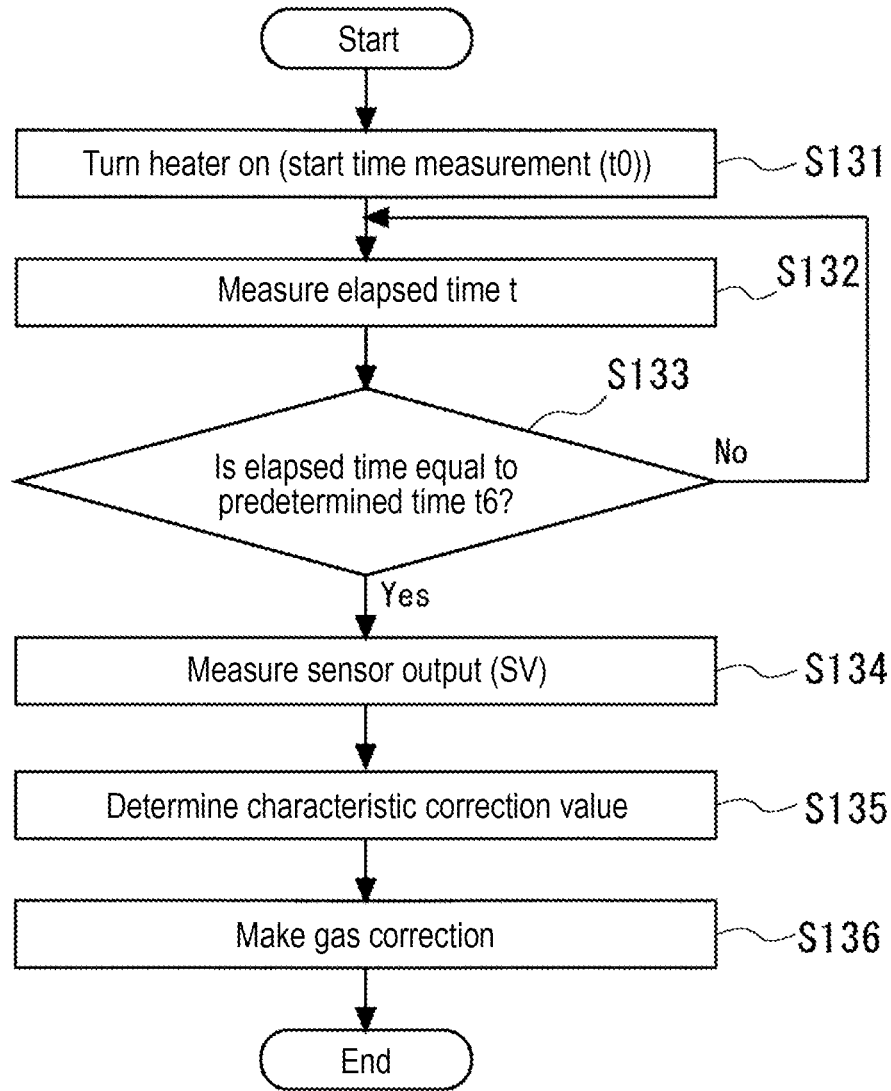 Start
Turn heater on (start time measurement (t0))
S131
Measure elapsed time t
S132
S133
Is elapsed time equal to
predetermined time t6?
No
Yes
Measure sensor output (SV)
S134
Determine characteristic correction value
S135
Make gas correction
S136
End